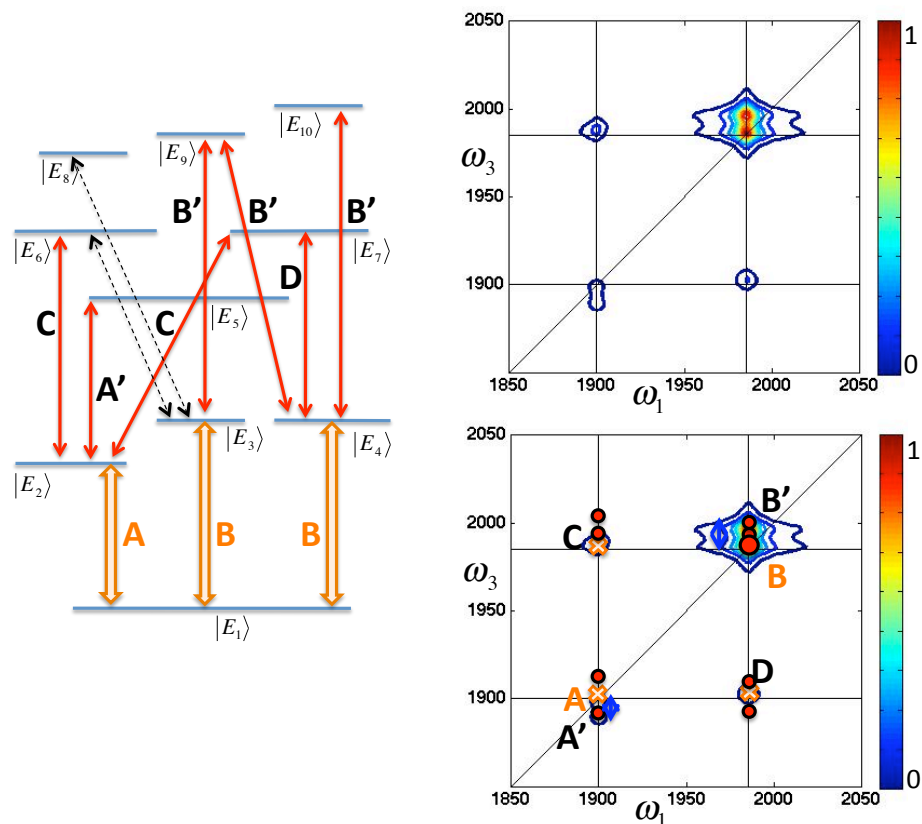 |E₁₀⟩
|E₉⟩
|E₈⟩
B’
B’
B’
|E₆⟩
|E₇⟩
D
C
C
|E₅⟩
A’
|E₃⟩
|E₄⟩
|E₂⟩
A
B
B
|E₁⟩
2050
2000
ω₃
1950
1900
1850
1900
1950
2000
2050
ω₁
1
0
2050
2000
ω₃
1950
1900
1850
1900
1950
2000
2050
ω₁
B’
C
B
D
A
A’
1
0